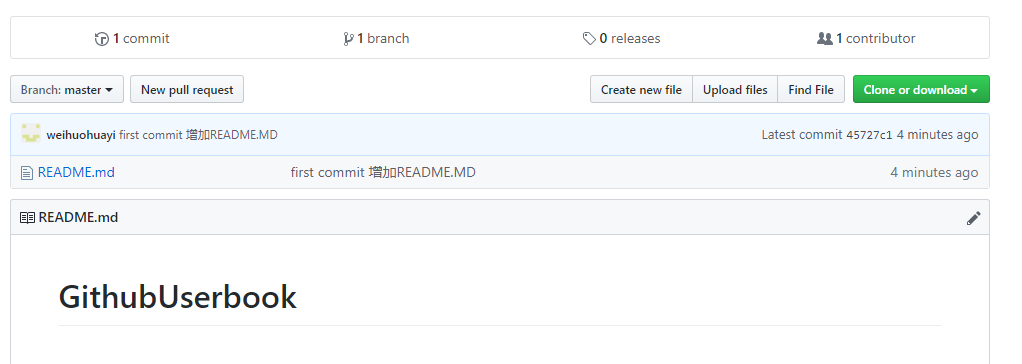 1 commit 1 branch 0 releases 1 contributor
Branch: master New pull request Create new file Upload files Find File Clone or download
weihuohuayi first commit 增加README.MD Latest commit 45727c1 4 minutes ago
README.md first commit 增加README.MD 4 minutes ago
README.md
GithubUserbook